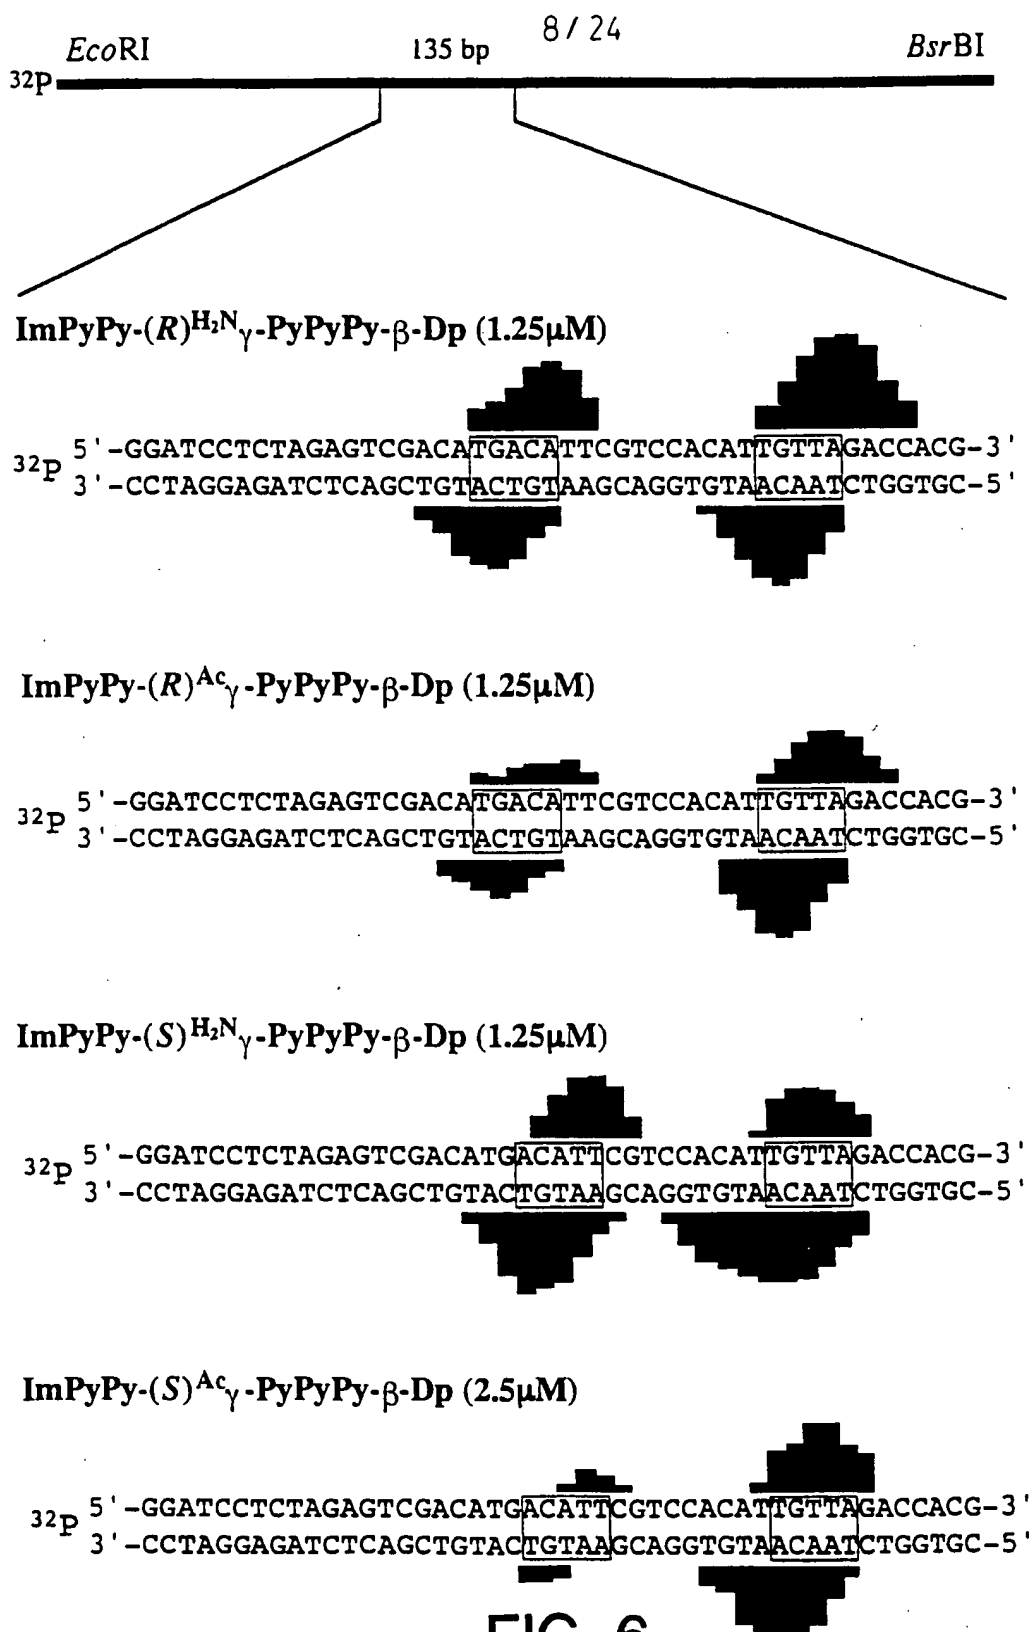 8/24
EcoRI 135 bp BsrBI
32P
ImPyPy-(R)H2Nγ-PyPyPy-β-Dp (1.25μM)
5'-GGATCCTCTAGAGTCGACATGACATTCGTCCACATTGTTAGACCACG-3'
32P
3'-CCTAGGAGATCTCAGCTGTACTGTAAGCAGGTGTAACAATCTGGTGC-5'
ImPyPy-(R)Acγ-PyPyPy-β-Dp (1.25μM)
5'-GGATCCTCTAGAGTCGACATGACATTCGTCCACATTGTTAGACCACG-3'
32P
3'-CCTAGGAGATCTCAGCTGTACTGTAAGCAGGTGTAACAATCTGGTGC-5'
ImPyPy-(S)H2Nγ-PyPyPy-β-Dp (1.25μM)
5'-GGATCCTCTAGAGTCGACATGACATTCGTCCACATTGTTAGACCACG-3'
32P
3'-CCTAGGAGATCTCAGCTGTACTGTAAGCAGGTGTAACAATCTGGTGC-5'
ImPyPy-(S)Acγ-PyPyPy-β-Dp (2.5μM)
5'-GGATCCTCTAGAGTCGACATGACATTCGTCCACATTGTTAGACCACG-3'
32P
3'-CCTAGGAGATCTCAGCTGTACTGTAAGCAGGTGTAACAATCTGGTGC-5'
FIG. 6